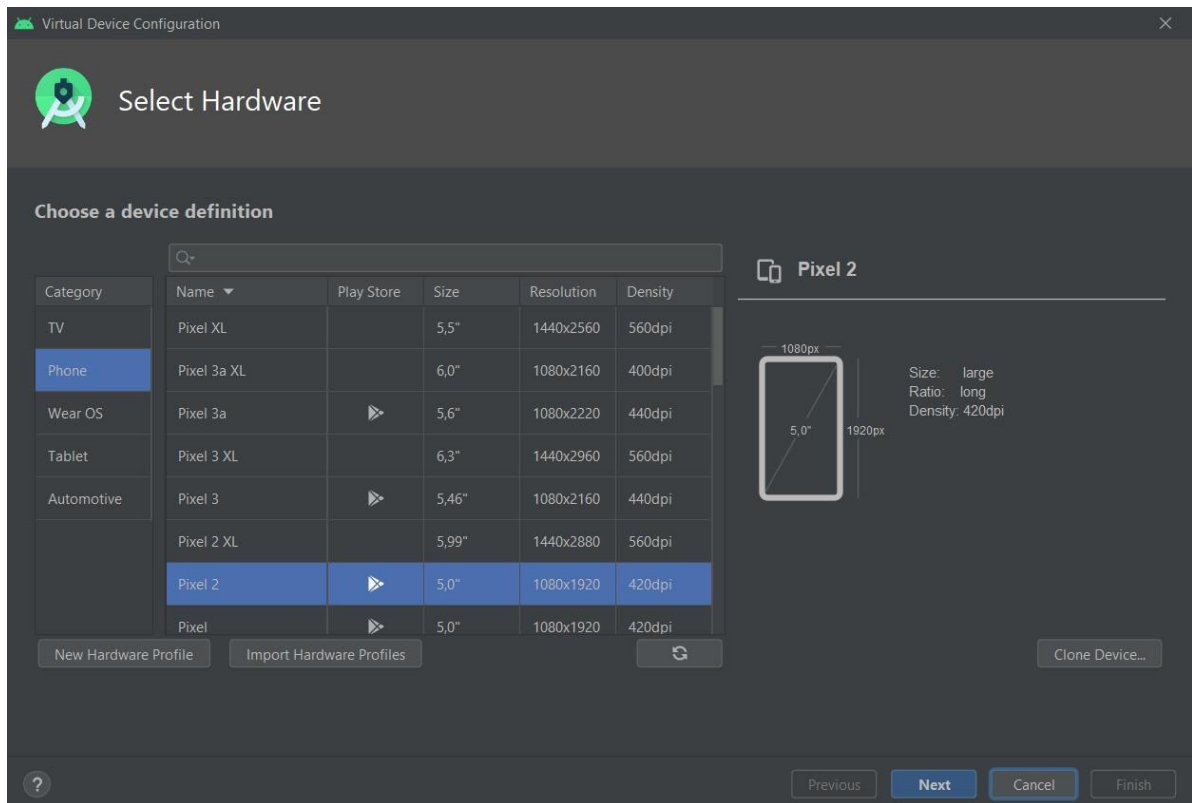 Virtual Device Configuration
Select Hardware
Choose a device definition
Category
TV
Phone
Wear OS
Tablet
Automotive
Name Play Store Size Resolution Density
Pixel XL 5,5" 1440x2560 560dpi
Pixel 3a XL 6,0" 1080x2160 400dpi
Pixel 3a 5,6" 1080x2220 440dpi
Pixel 3 XL 6,3" 1440x2960 560dpi
Pixel 3 5,46" 1080x2160 440dpi
Pixel 2 XL 5,99" 1440x2880 560dpi
Pixel 2 5,0" 1080x1920 420dpi
Pixel 5,0" 1080x1920 420dpi
Pixel 2
1080px
5,0"
1920px
Size: large
Ratio: long
Density: 420dpi
New Hardware Profile
Import Hardware Profiles
Clone Device...
?
Previous
Next
Cancel
Finish